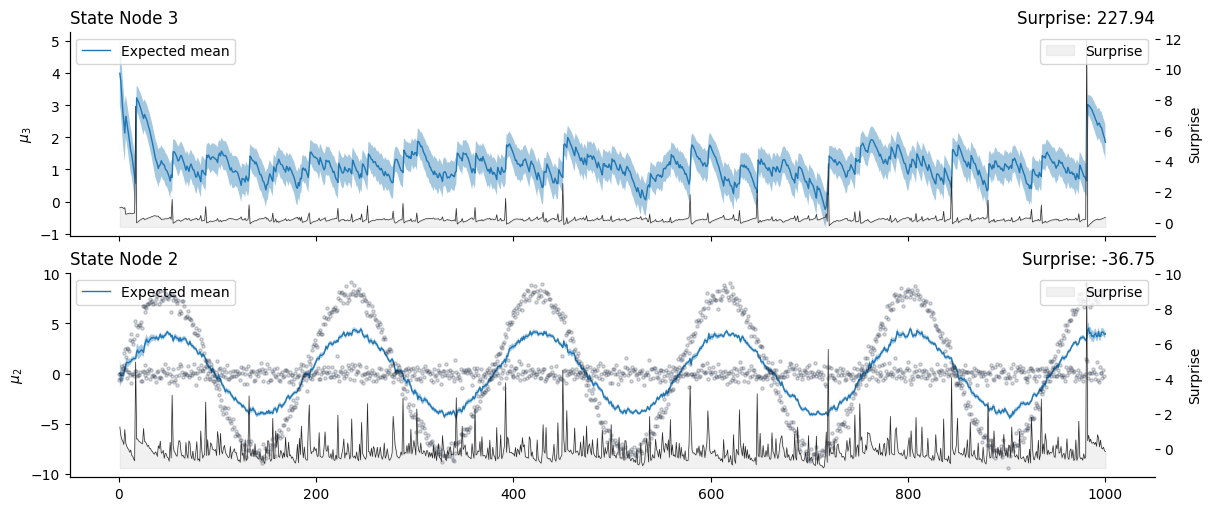 State Node 3
Surprise: 227.94
Expected mean
Surprise
5
4
3
2
1
0
−1
μ3
12
10
8
6
4
2
0
Surprise
State Node 2
Surprise: -36.75
Expected mean
Surprise
10
5
0
−5
−10
μ2
10
8
6
4
2
0
Surprise
0
200
400
600
800
1000